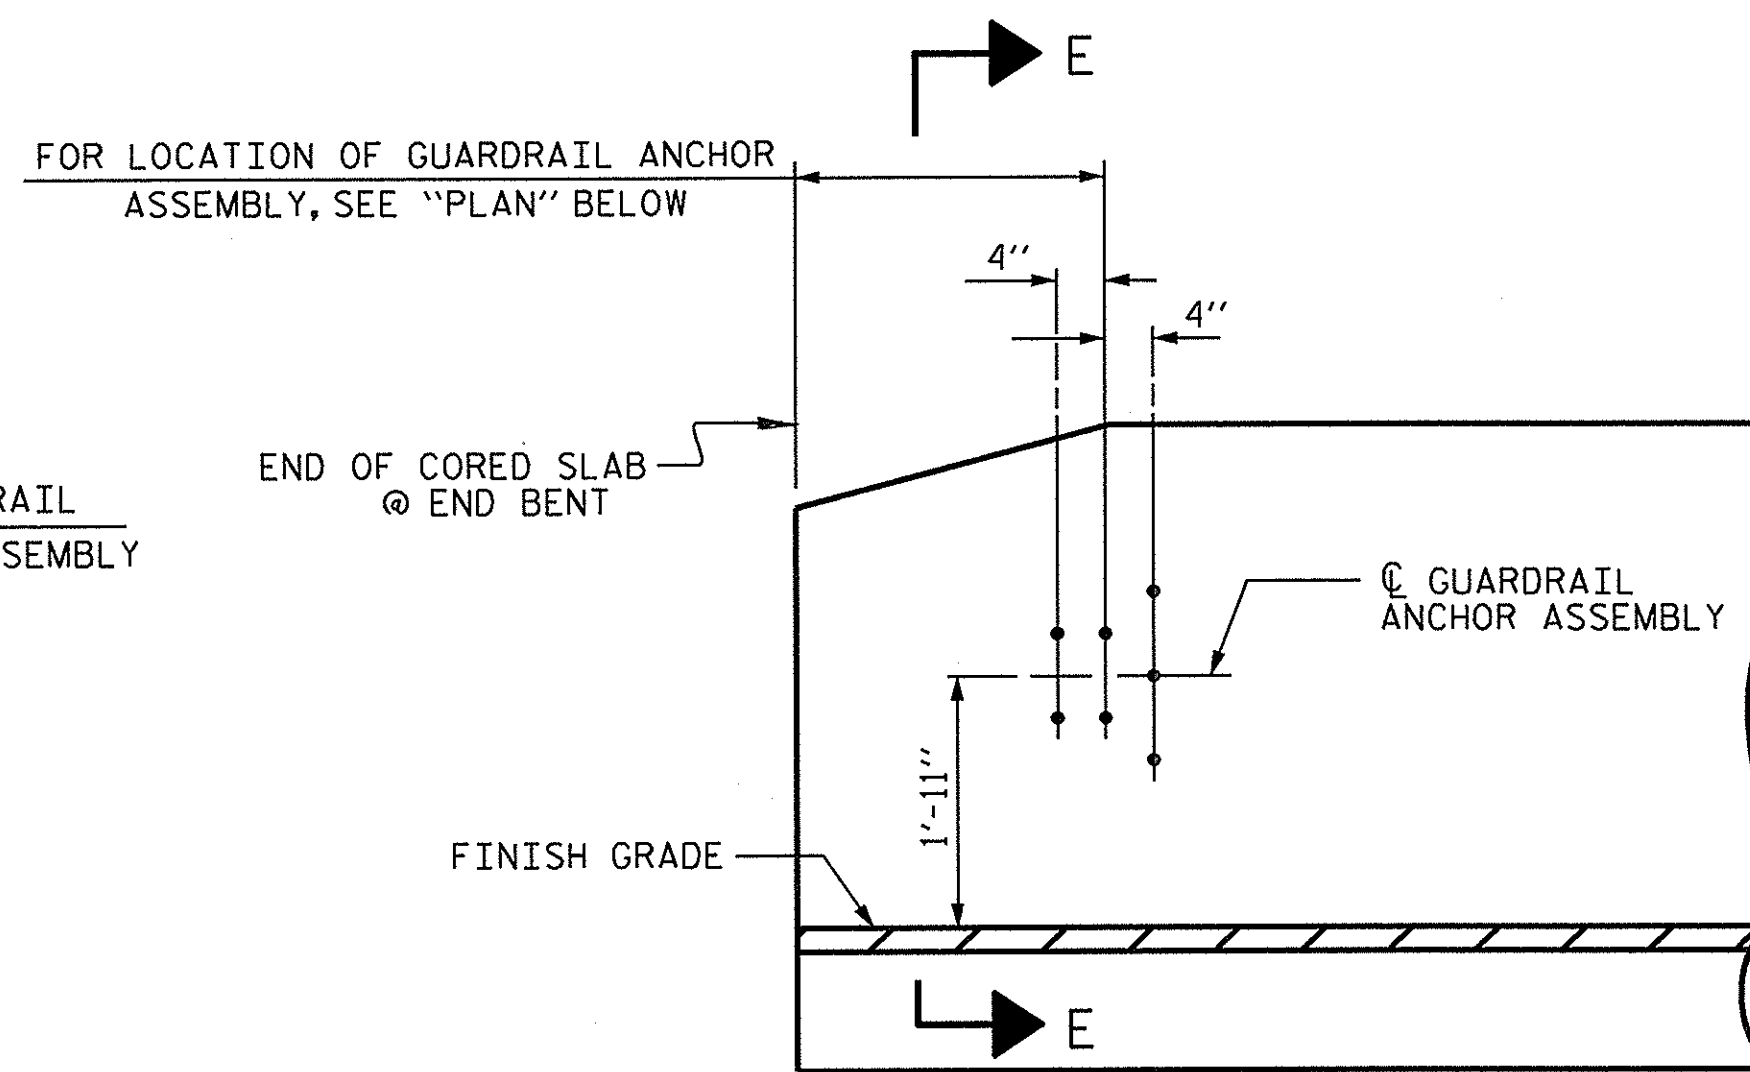 E
FOR LOCATION OF GUARDRAIL ANCHOR
ASSEMBLY, SEE "PLAN" BELOW
4"
4"
END OF CORED SLAB
@ END BENT
RAIL
SEMBLY
℄ GUARDRAIL
ANCHOR ASSEMBLY
1'-11"
FINISH GRADE
E